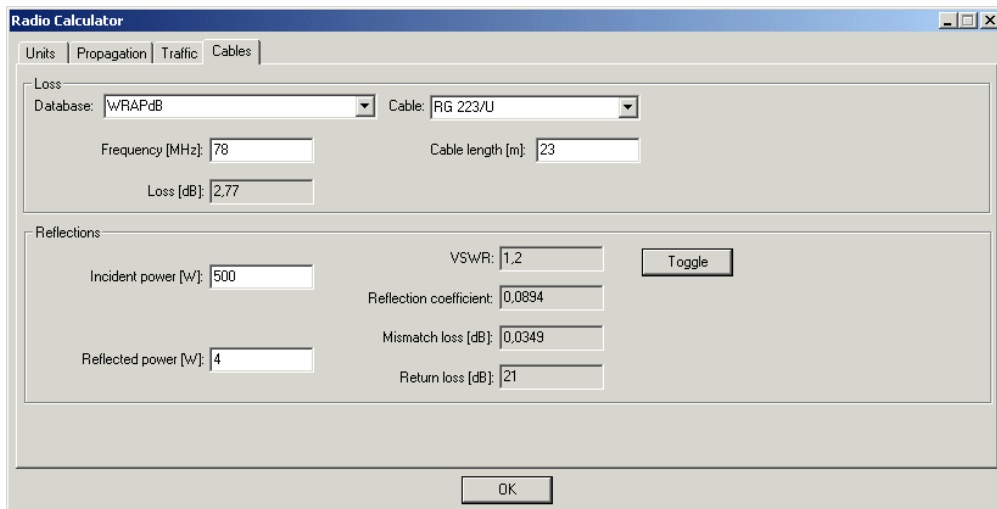 Radio Calculator
Units Propagation Traffic Cables
Loss
Database: WRAPdB Cable: RG 223/U
Frequency [MHz]: 78 Cable length [m]: 23
Loss [dB]: 2,77
Reflections
VSWR: 1,2 Toggle
Incident power [W]: 500
Reflection coefficient: 0,0894
Mismatch loss [dB]: 0,0349
Reflected power [W]: 4
Return loss [dB]: 21
OK